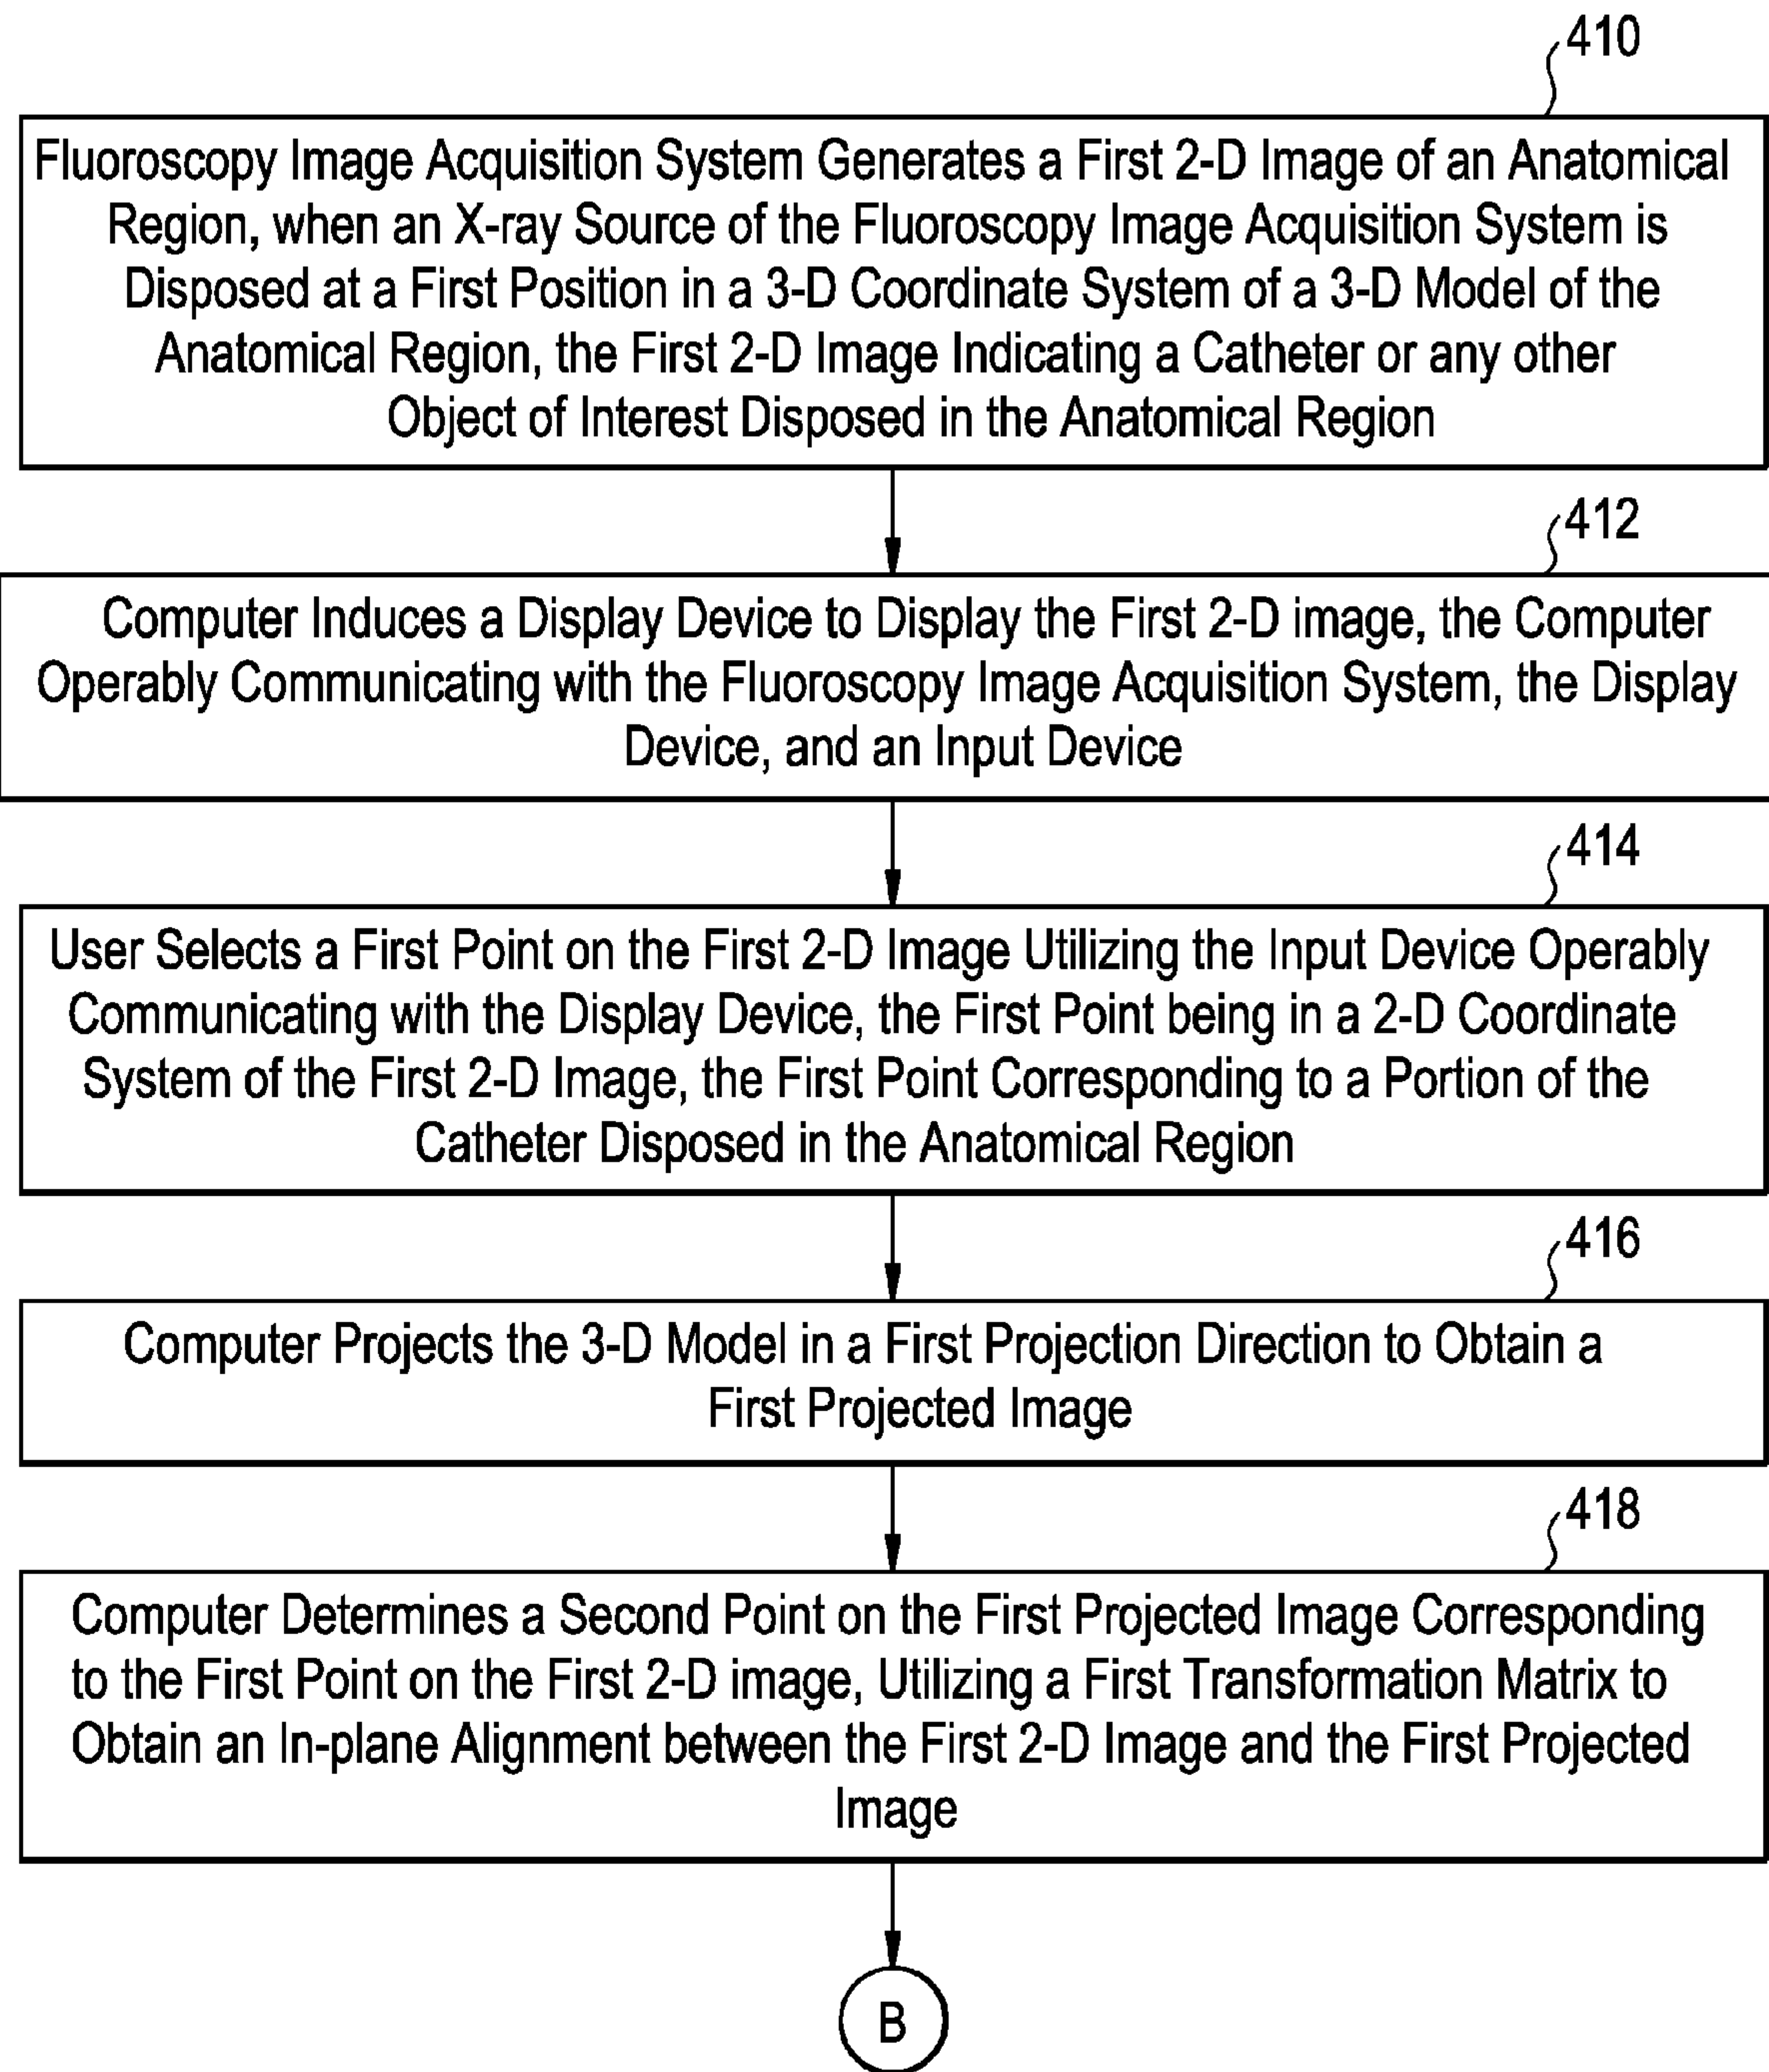 410
Fluoroscopy Image Acquisition System Generates a First 2-D Image of an Anatomical
Region, when an X-ray Source of the Fluoroscopy Image Acquisition System is
Disposed at a First Position in a 3-D Coordinate System of a 3-D Model of the
Anatomical Region, the First 2-D Image Indicating a Catheter or any other
Object of Interest Disposed in the Anatomical Region
412
Computer Induces a Display Device to Display the First 2-D image, the Computer
Operably Communicating with the Fluoroscopy Image Acquisition System, the Display
Device, and an Input Device
414
User Selects a First Point on the First 2-D Image Utilizing the Input Device Operably
Communicating with the Display Device, the First Point being in a 2-D Coordinate
System of the First 2-D Image, the First Point Corresponding to a Portion of the
Catheter Disposed in the Anatomical Region
416
Computer Projects the 3-D Model in a First Projection Direction to Obtain a
First Projected Image
418
Computer Determines a Second Point on the First Projected Image Corresponding
to the First Point on the First 2-D image, Utilizing a First Transformation Matrix to
Obtain an In-plane Alignment between the First 2-D Image and the First Projected
Image
B